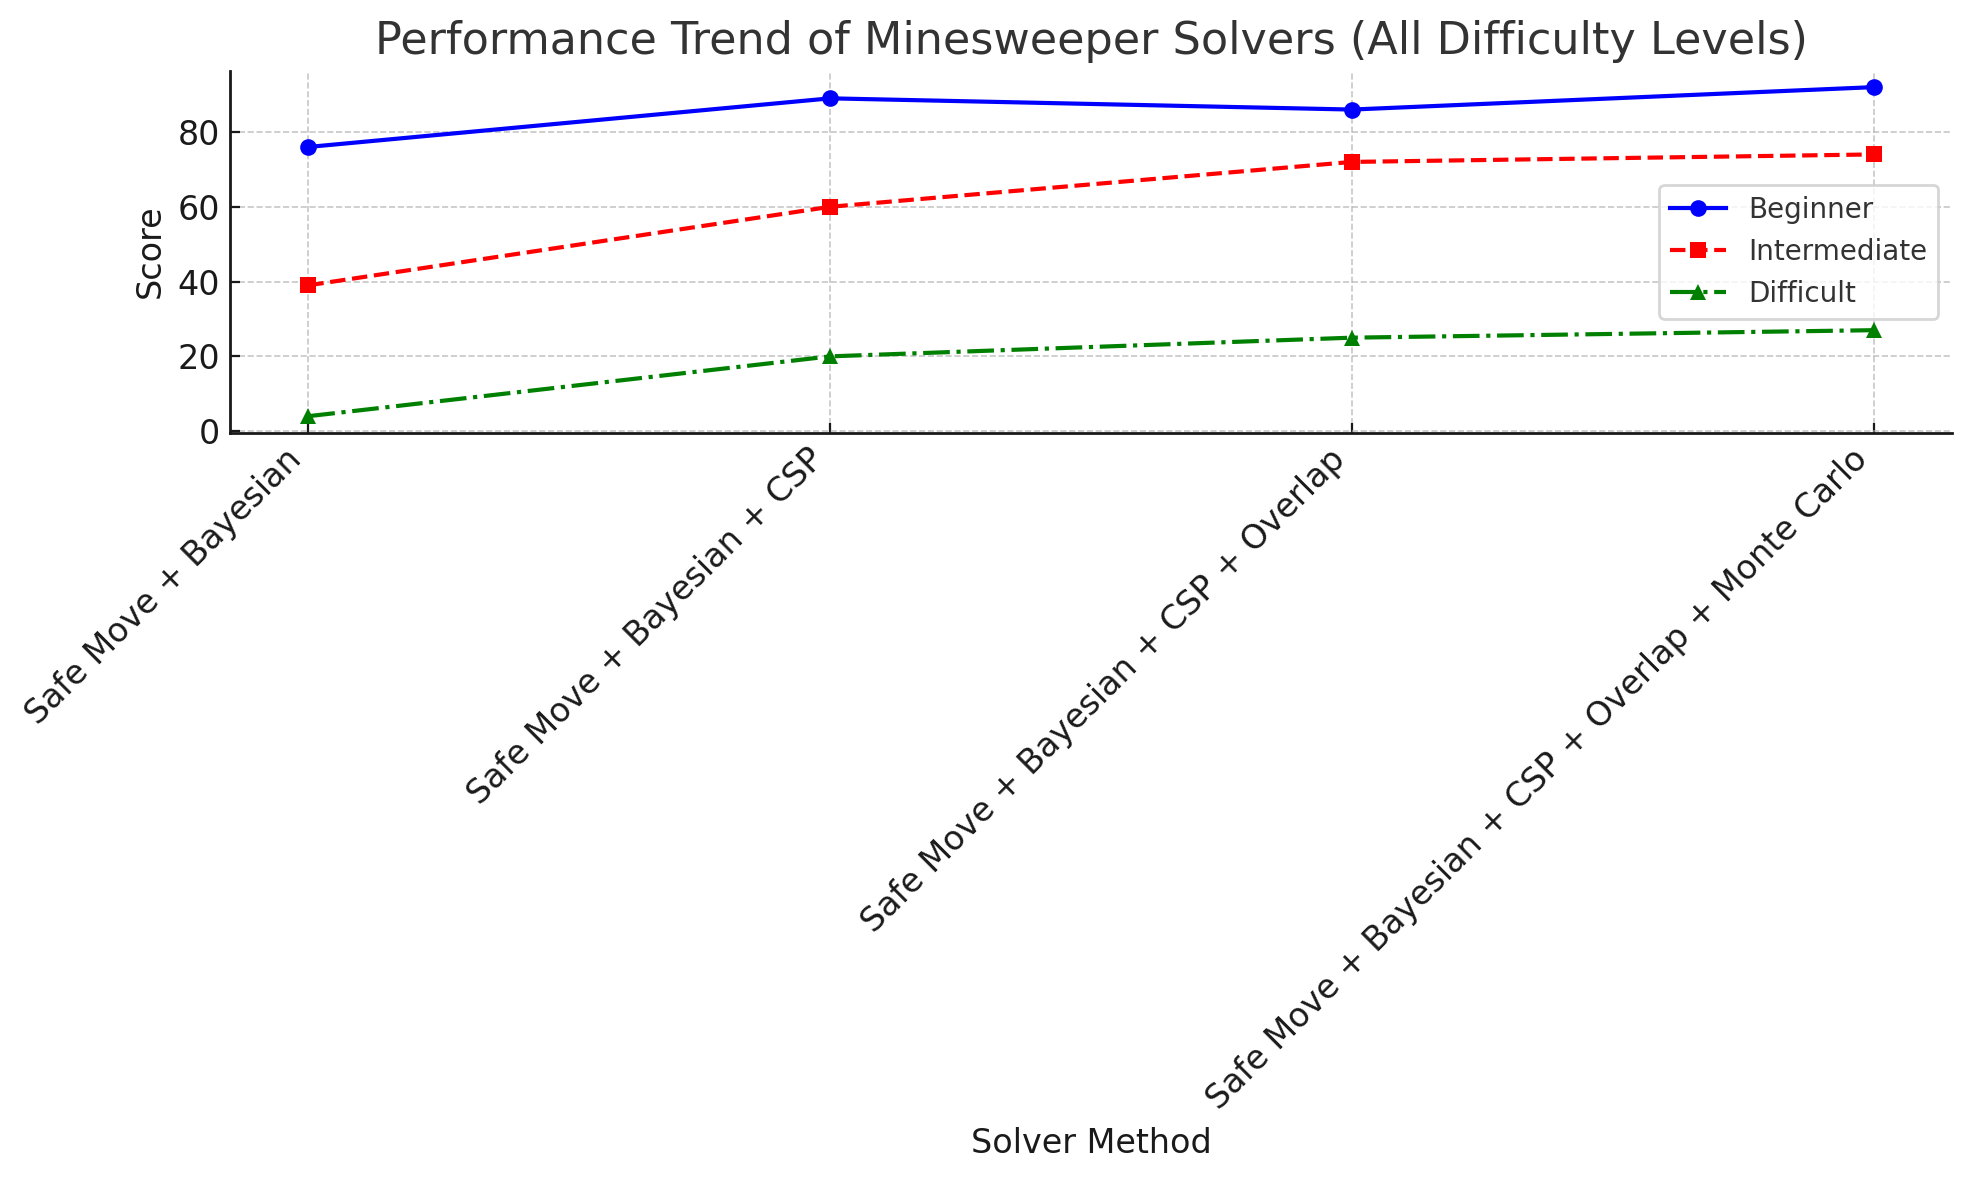 Performance Trend of Minesweeper Solvers (All Difficulty Levels)
Score
80
60
40
20
0
Beginner
Intermediate
Difficult
Safe Move + Bayesian
Safe Move + Bayesian + CSP
Safe Move + Bayesian + CSP + Overlap
Safe Move + Bayesian + CSP + Overlap + Monte Carlo
Solver Method